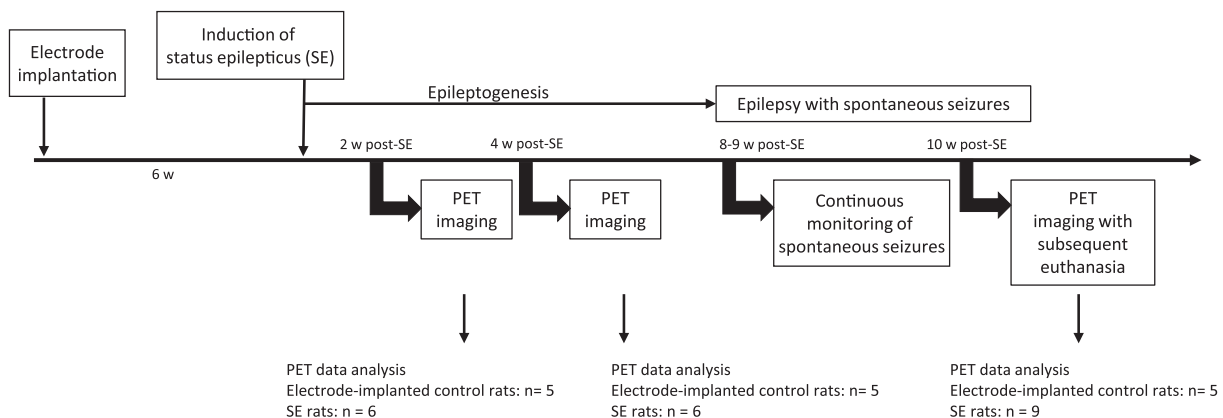 Electrode
implantation
Induction of
status epilepticus (SE)
Epileptogenesis
Epilepsy with spontaneous seizures
6 w
2 w post-SE
4 w post-SE
8-9 w post-SE
10 w post-SE
PET
imaging
PET
imaging
Continuous
monitoring of
spontaneous seizures
PET
imaging with
subsequent
euthanasia
PET data analysis
Electrode-implanted control rats: n= 5
SE rats: n = 6
PET data analysis
Electrode-implanted control rats: n= 5
SE rats: n = 6
PET data analysis
Electrode-implanted control rats: n= 5
SE rats: n = 9